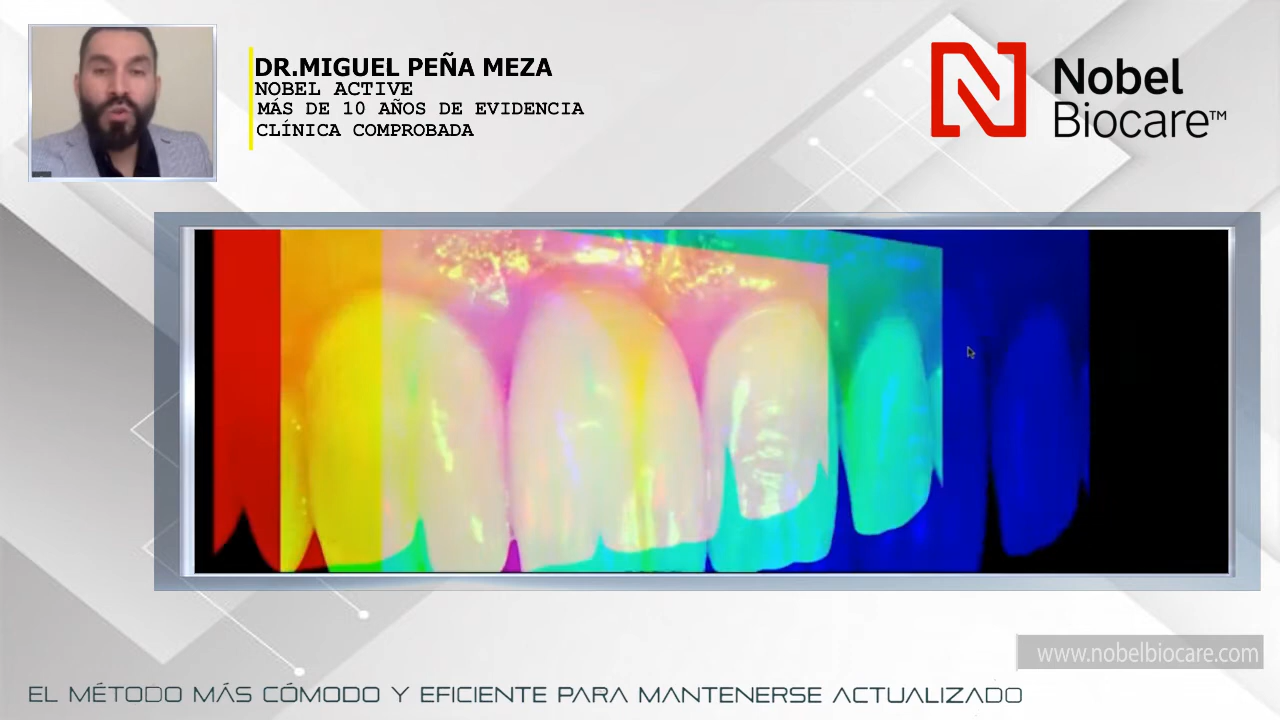 DR.MIGUEL PEÑA MEZA
NOBEL ACTIVE
MÁS DE 10 AÑOS DE EVIDENCIA
CLÍNICA COMPROBADA
Nobel
Biocare™
www.nobelbiocare.com
EL MÉTODO MÁS CÓMODO Y EFICIENTE PARA MANTENERSE ACTUALIZADO